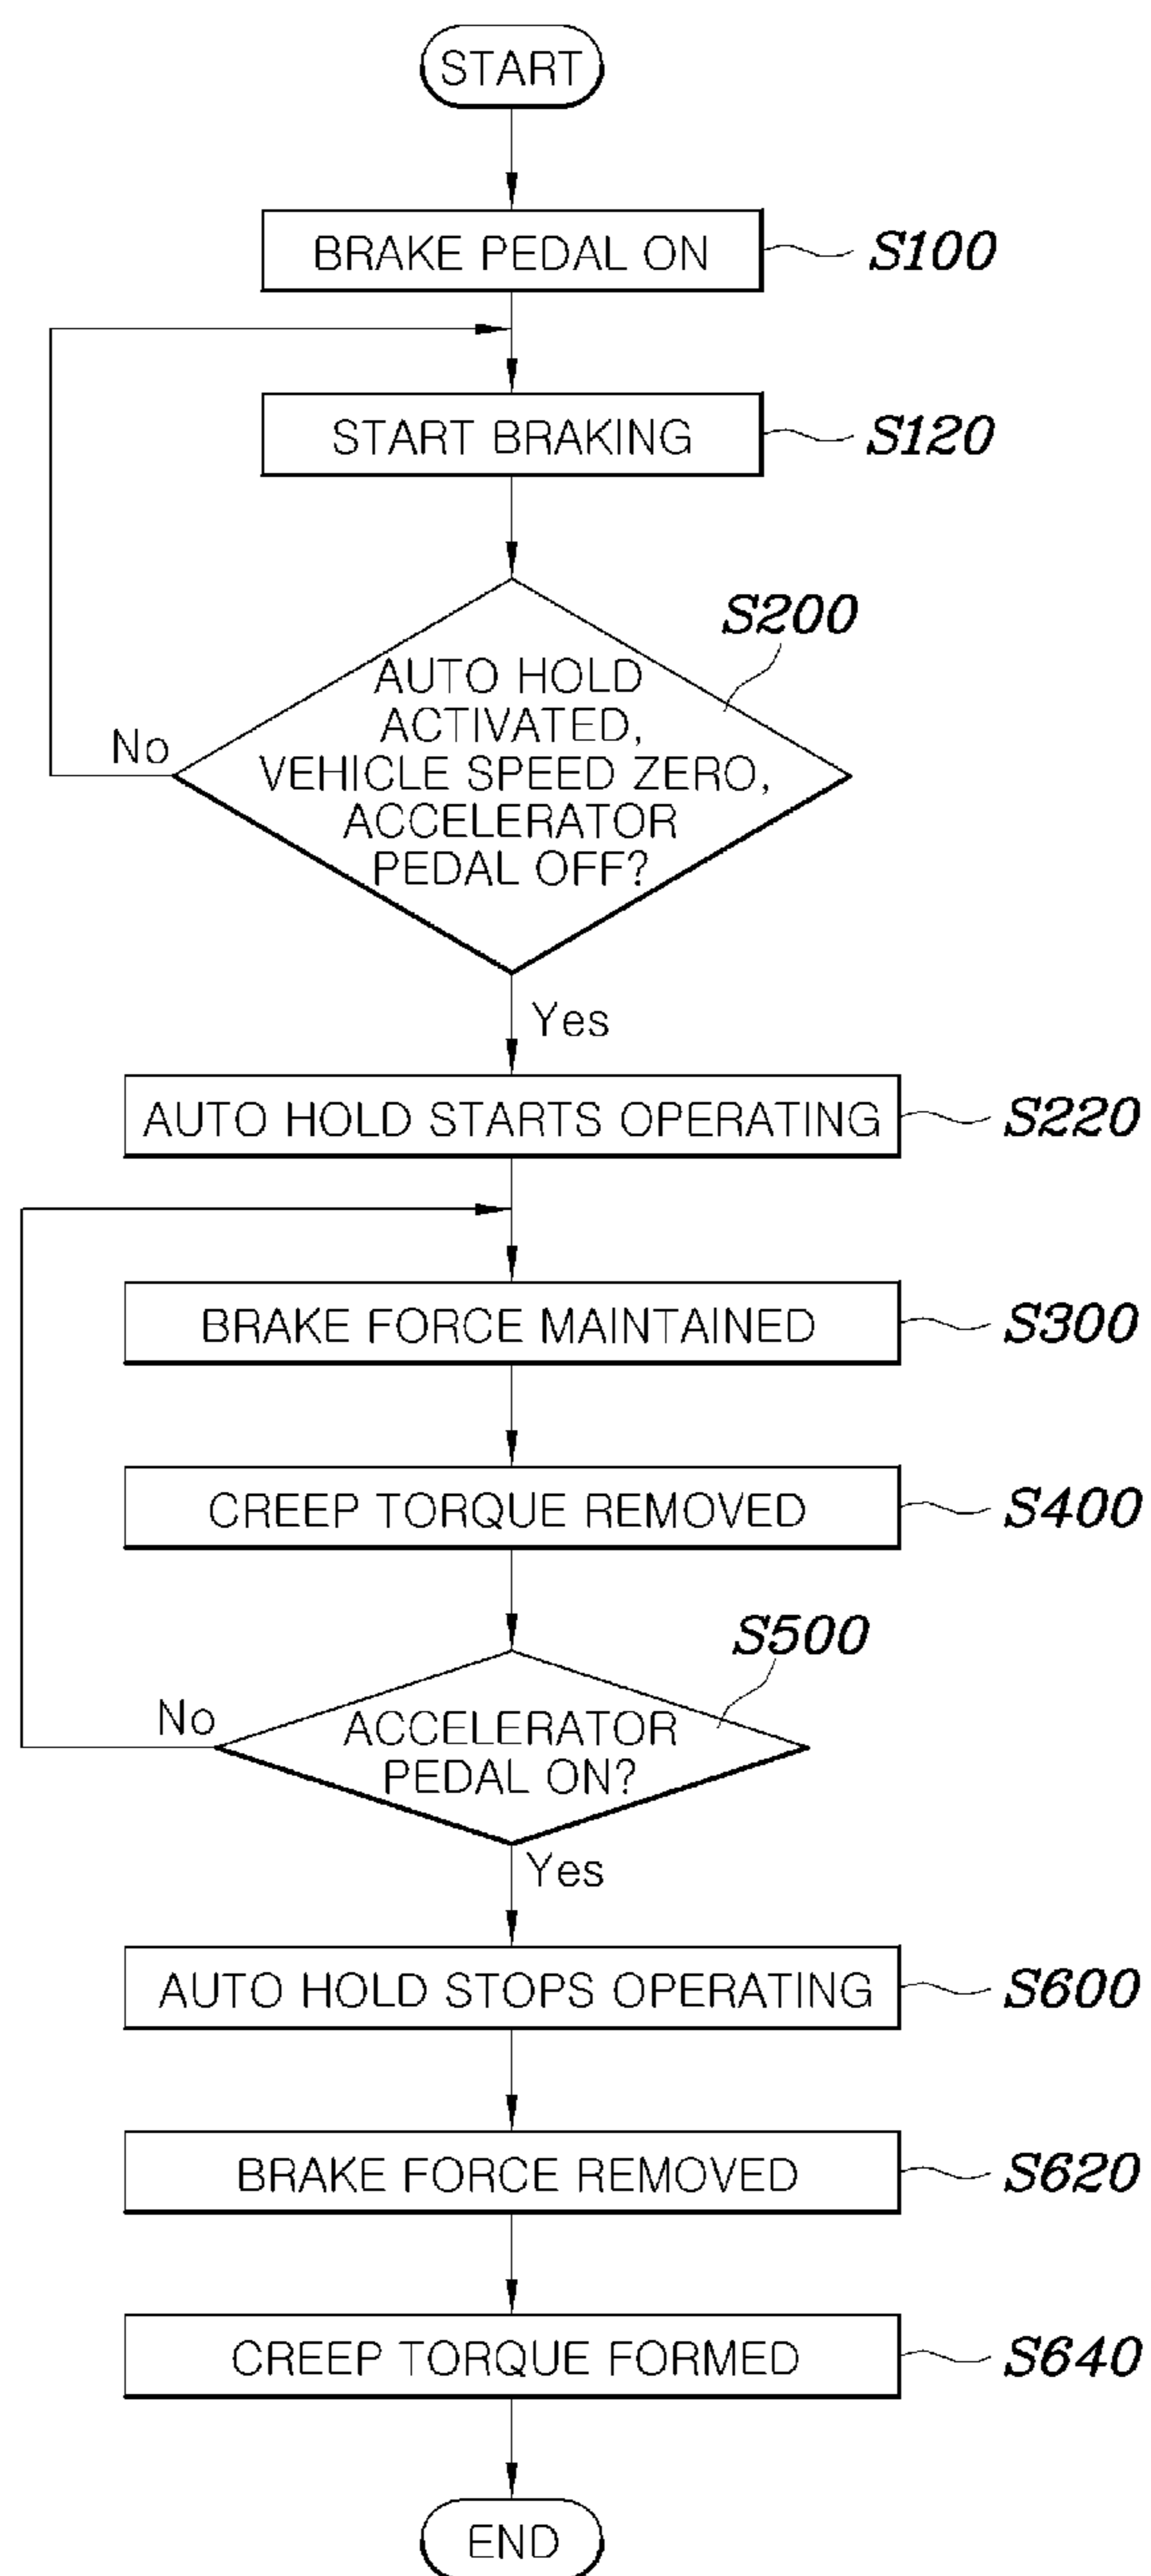 START
BRAKE PEDAL ON
S100
START BRAKING
S120
S200
AUTO HOLD
ACTIVATED,
VEHICLE SPEED ZERO,
ACCELERATOR
PEDAL OFF?
No
Yes
AUTO HOLD STARTS OPERATING
S220
BRAKE FORCE MAINTAINED
S300
CREEP TORQUE REMOVED
S400
S500
ACCELERATOR
PEDAL ON?
No
Yes
AUTO HOLD STOPS OPERATING
S600
BRAKE FORCE REMOVED
S620
CREEP TORQUE FORMED
S640
END